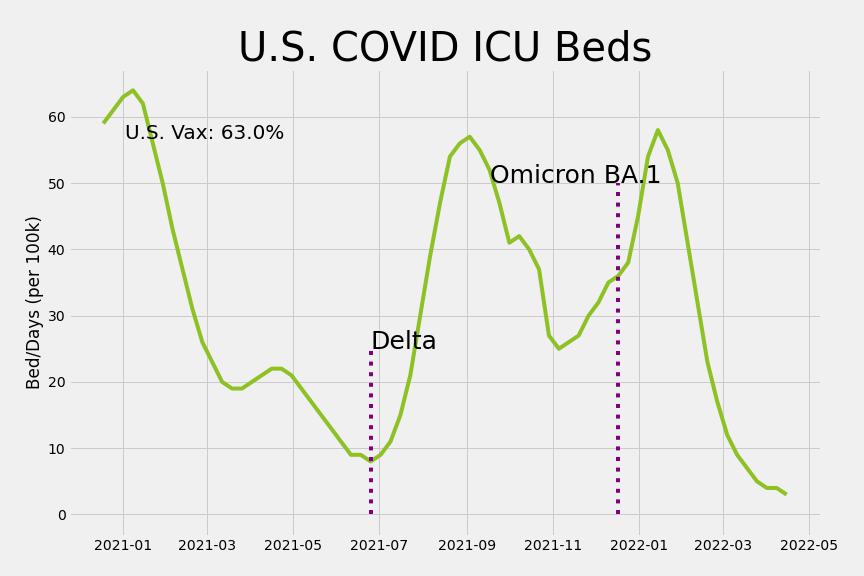 U.S. COVID ICU Beds
U.S. Vax: 63.0%
Omicron BA.1
Delta
Bed/Days (per 100k)
60
50
40
30
20
10
0
2021-01 2021-03 2021-05 2021-07 2021-09 2021-11 2022-01 2022-03 2022-05